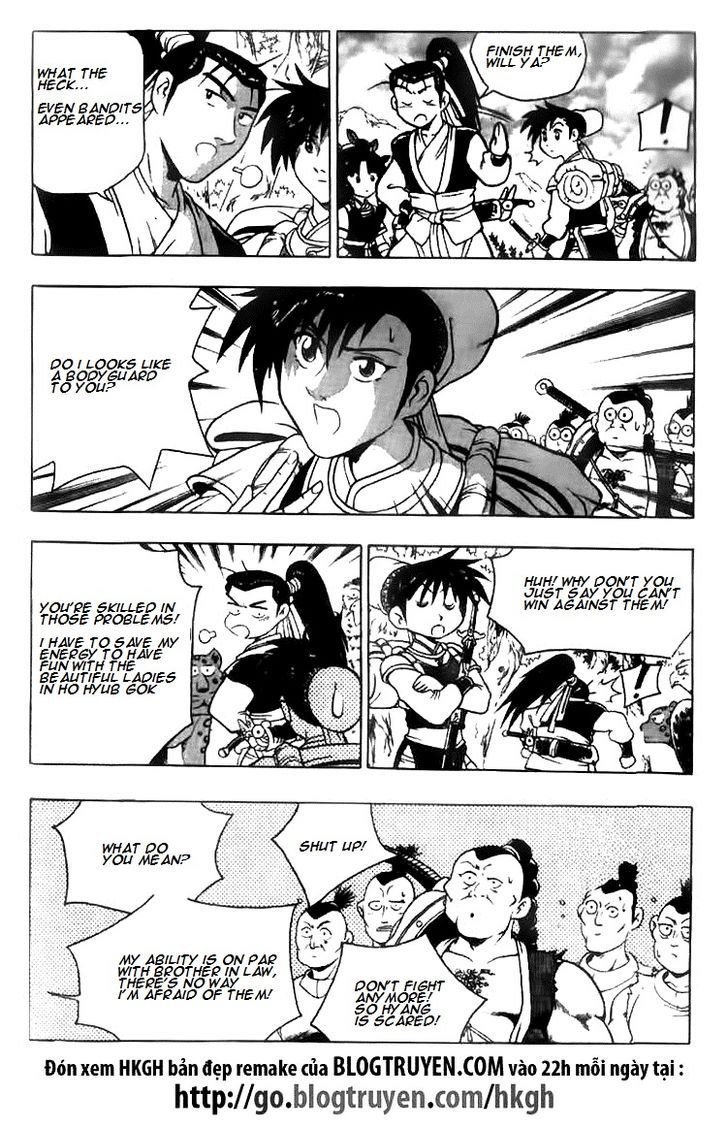 WHAT THE
HECK...
EVEN BANDITS
APPEARED...
FINISH THEM,
WILL YA?
!
DO I LOOKS LIKE
A BODYGUARD
TO YOU?
YOU'RE SKILLED IN
THOSE PROBLEMS!
I HAVE TO SAVE MY
ENERGY TO HAVE
FUN WITH THE
BEAUTIFUL LADIES
IN HO HYUB GOK
HUH! WHY DON'T YOU
JUST SAY YOU CAN'T
WIN AGAINST THEM!
!
WHAT DO
YOU MEAN?
SHUT UP!
MY ABILITY IS ON PAR
WITH BROTHER IN LAW,
THERE'S NO WAY
I'M AFRAID OF THEM!
DON'T FIGHT
ANYMORE!
SO HYANG
IS SCARED!
Đón xem HKGH bản đẹp remake của BLOGTRUYEN.COM vào 22h mỗi ngày tại :
http://go.blogtruyen.com/hkgh